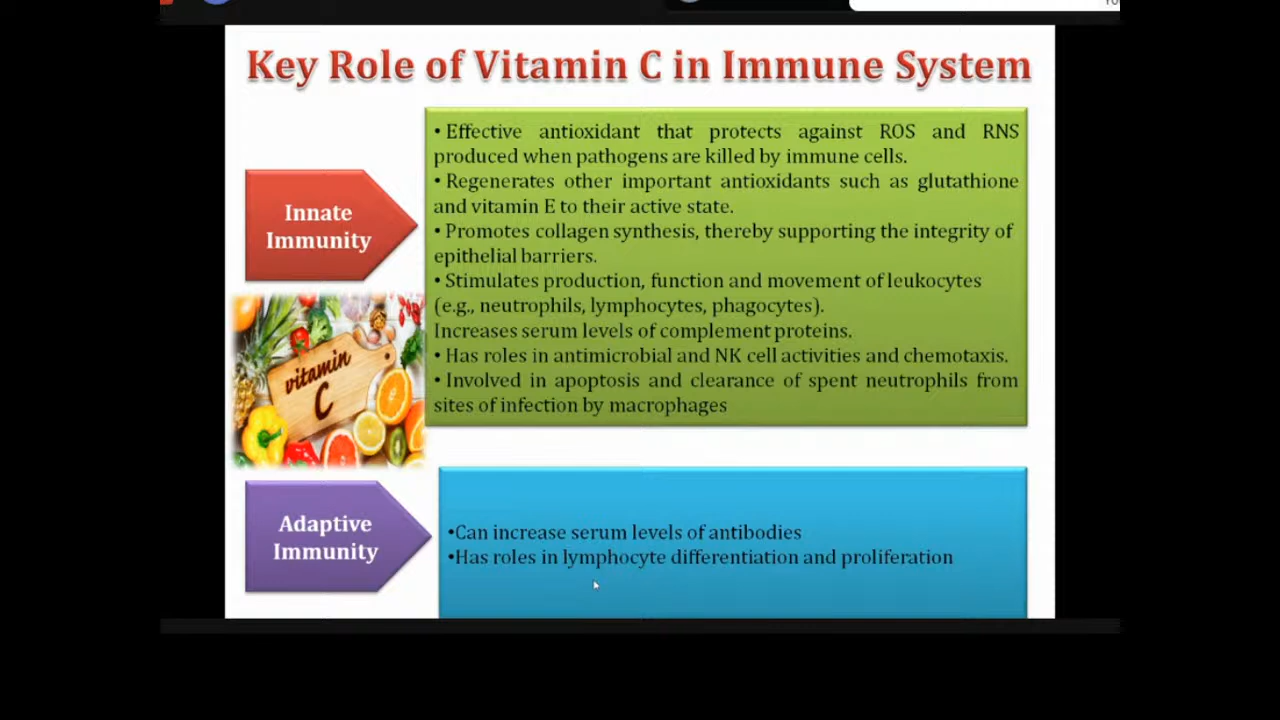 Key Role of Vitamin C in Immune System
Innate
Immunity
• Effective antioxidant that protects against ROS and RNS
produced when pathogens are killed by immune cells.
• Regenerates other important antioxidants such as glutathione
and vitamin E to their active state.
• Promotes collagen synthesis, thereby supporting the integrity of
epithelial barriers.
• Stimulates production, function and movement of leukocytes
(e.g., neutrophils, lymphocytes, phagocytes).
Increases serum levels of complement proteins.
• Has roles in antimicrobial and NK cell activities and chemotaxis.
• Involved in apoptosis and clearance of spent neutrophils from
sites of infection by macrophages
vitamin
C
Adaptive
Immunity
•Can increase serum levels of antibodies
•Has roles in lymphocyte differentiation and proliferation